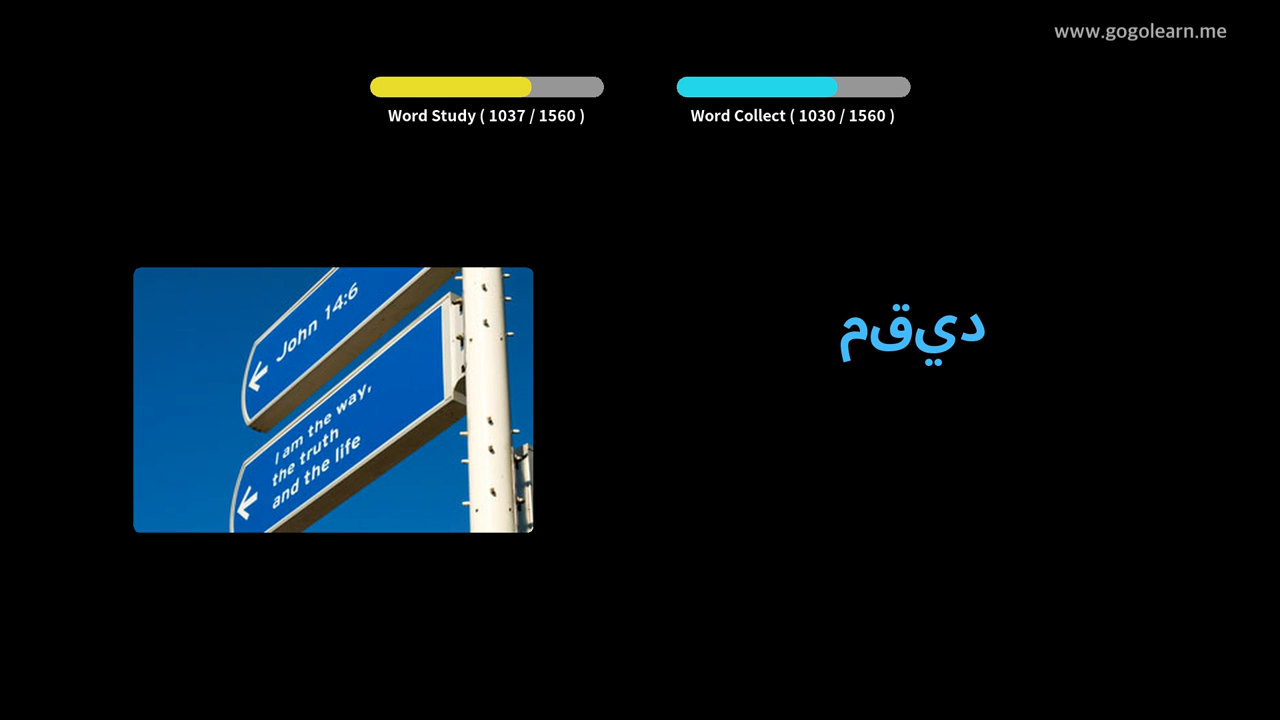 www.gogolearn.me
Word Study ( 1037 / 1560 )
Word Collect ( 1030 / 1560 )
John 14:6
I am the way,
the truth
and the life
ديقم